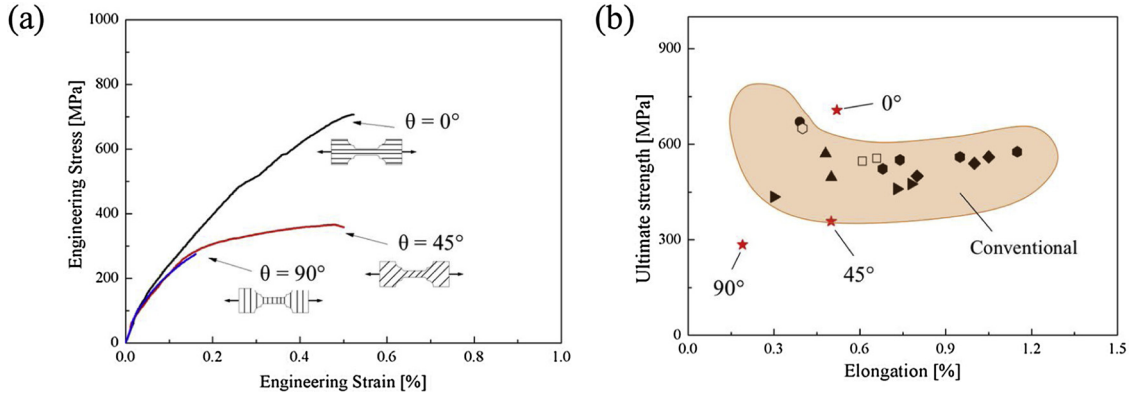 (a)
1000
800
600
400
200
0
0.0 0.2 0.4 0.6 0.8 1.0
Engineering Stress [MPa]
Engineering Strain [%]
θ = 0°
θ = 45°
θ = 90°
(b)
900
600
300
0
0.0 0.3 0.6 0.9 1.2 1.5
Ultimate strength [MPa]
Elongation [%]
0°
Conventional
45°
90°